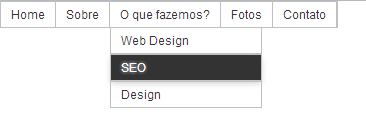 Home Sobre O que fazemos? Fotos Contato
Web Design
SEO
Design